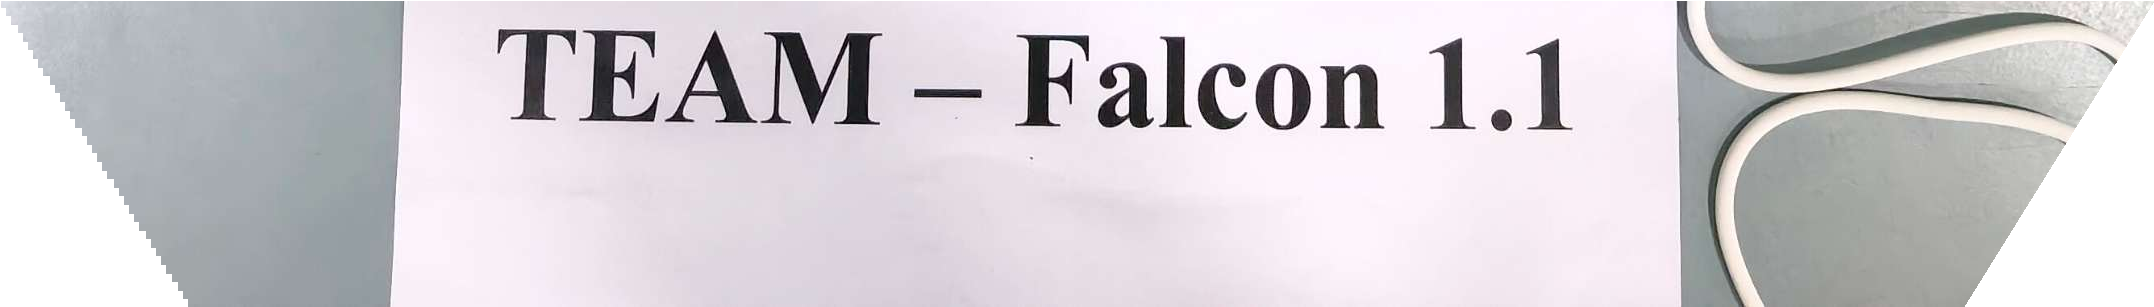 TEAM – Falcon 1.1